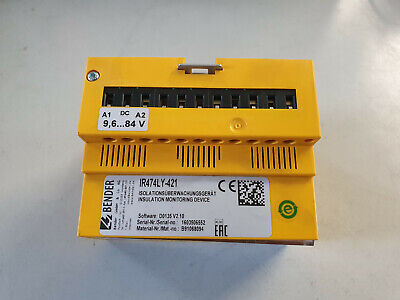 A1 DC A2
9,6...84 V
BENDER
IR474LY-421
ISOLATIONSÜBERWACHUNGSGERÄT
INSULATION MONITORING DEVICE
Software: D0135 V2.10
Serial-Nr./Serial-no.: 1603906552
Material-Nr./Mat.-no.: B91068094
CE
EAC